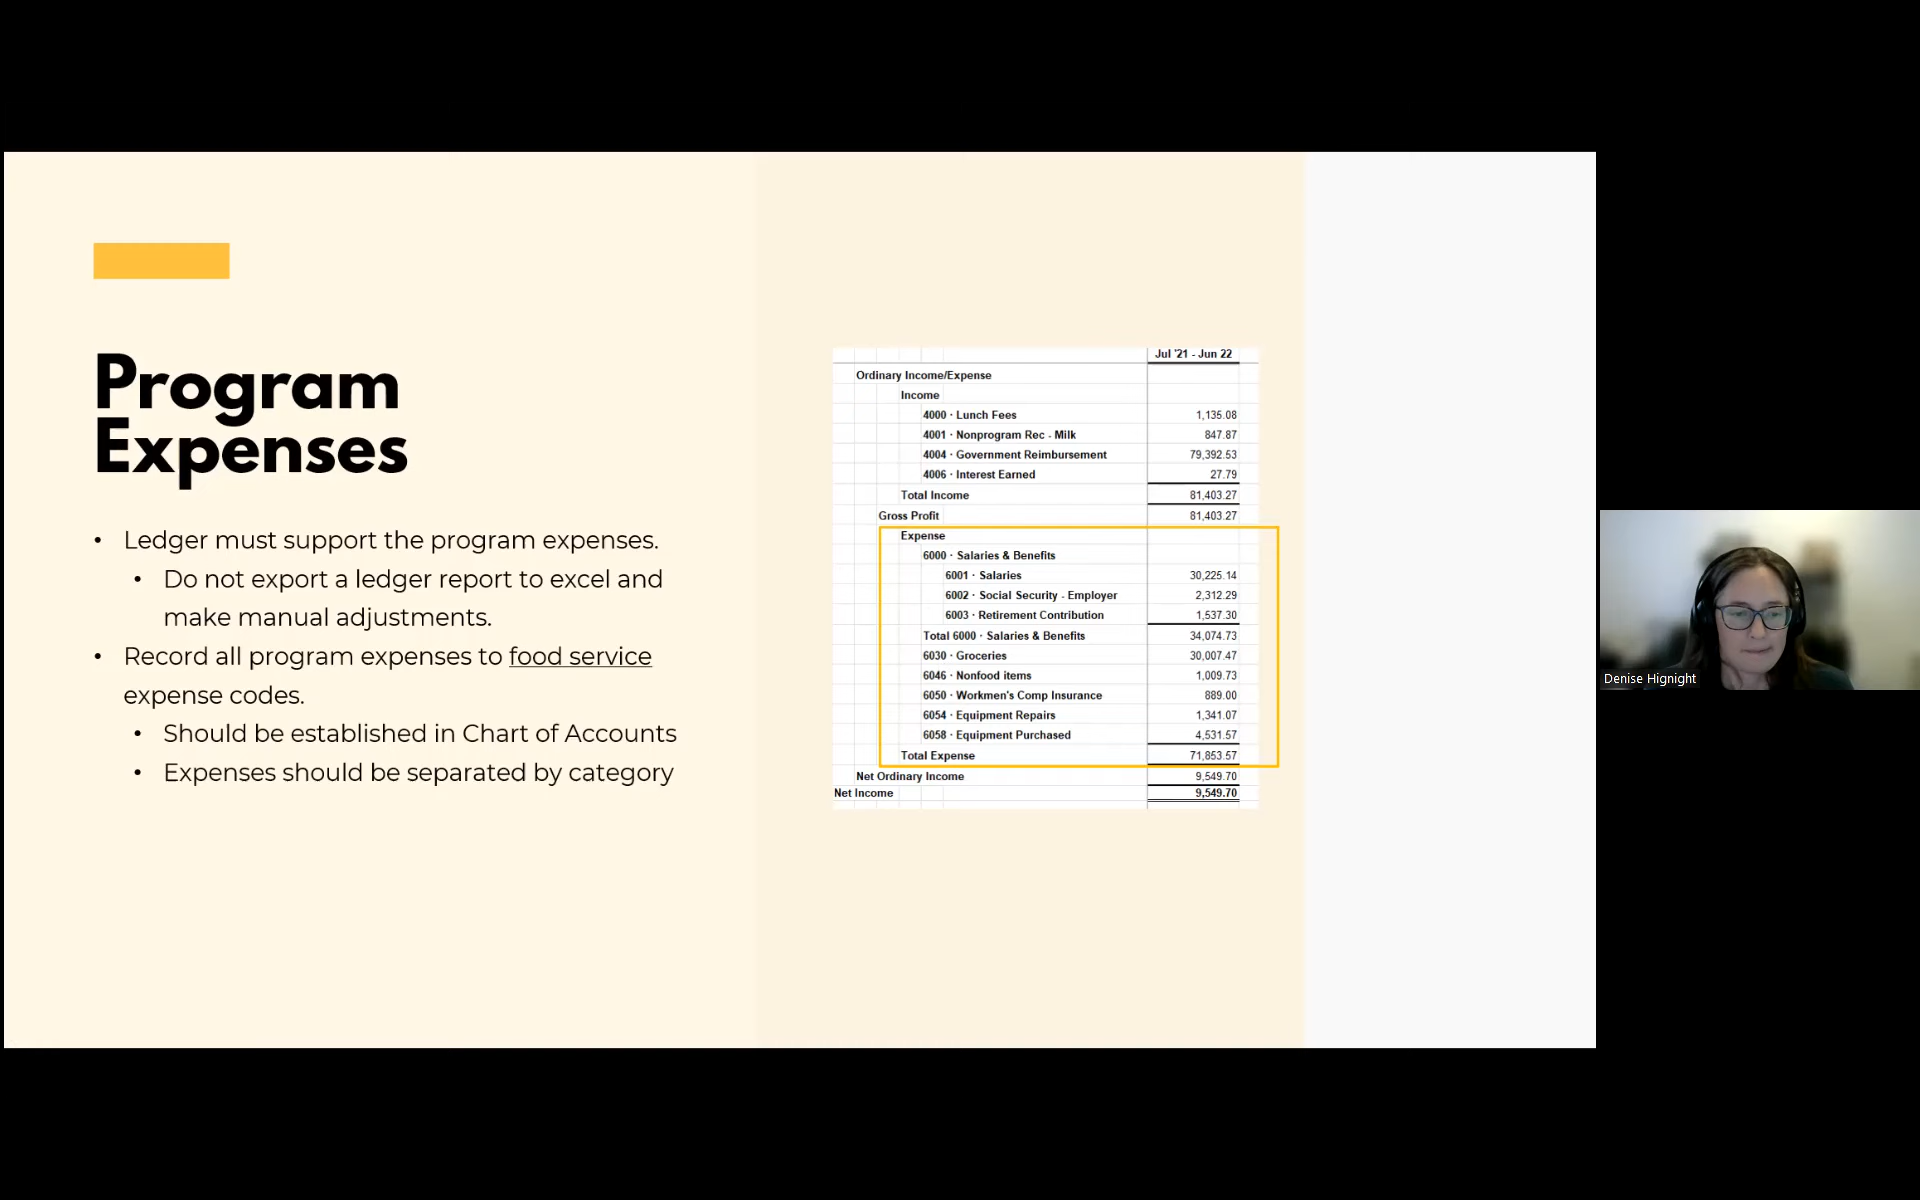 Program
Expenses
• Ledger must support the program expenses.
• Do not export a ledger report to excel and
make manual adjustments.
• Record all program expenses to food service
expense codes.
• Should be established in Chart of Accounts
• Expenses should be separated by category
Jul '21 - Jun 22
Ordinary Income/Expense
Income
4000 · Lunch Fees 1,135.08
4001 · Nonprogram Rec - Milk 847.87
4004 · Government Reimbursement 79,392.53
4006 · Interest Earned 27.79
Total Income 81,403.27
Gross Profit 81,403.27
Expense
6000 · Salaries & Benefits
6001 · Salaries 30,225.14
6002 · Social Security - Employer 2,312.29
6003 · Retirement Contribution 1,537.30
Total 6000 · Salaries & Benefits 34,074.73
6030 · Groceries 30,007.47
6046 · Nonfood items 1,009.73
6050 · Workmen's Comp Insurance 889.00
6054 · Equipment Repairs 1,341.07
6058 · Equipment Purchased 4,531.57
Total Expense 71,853.57
Net Ordinary Income 9,549.70
Net Income 9,549.70
Denise Hignight